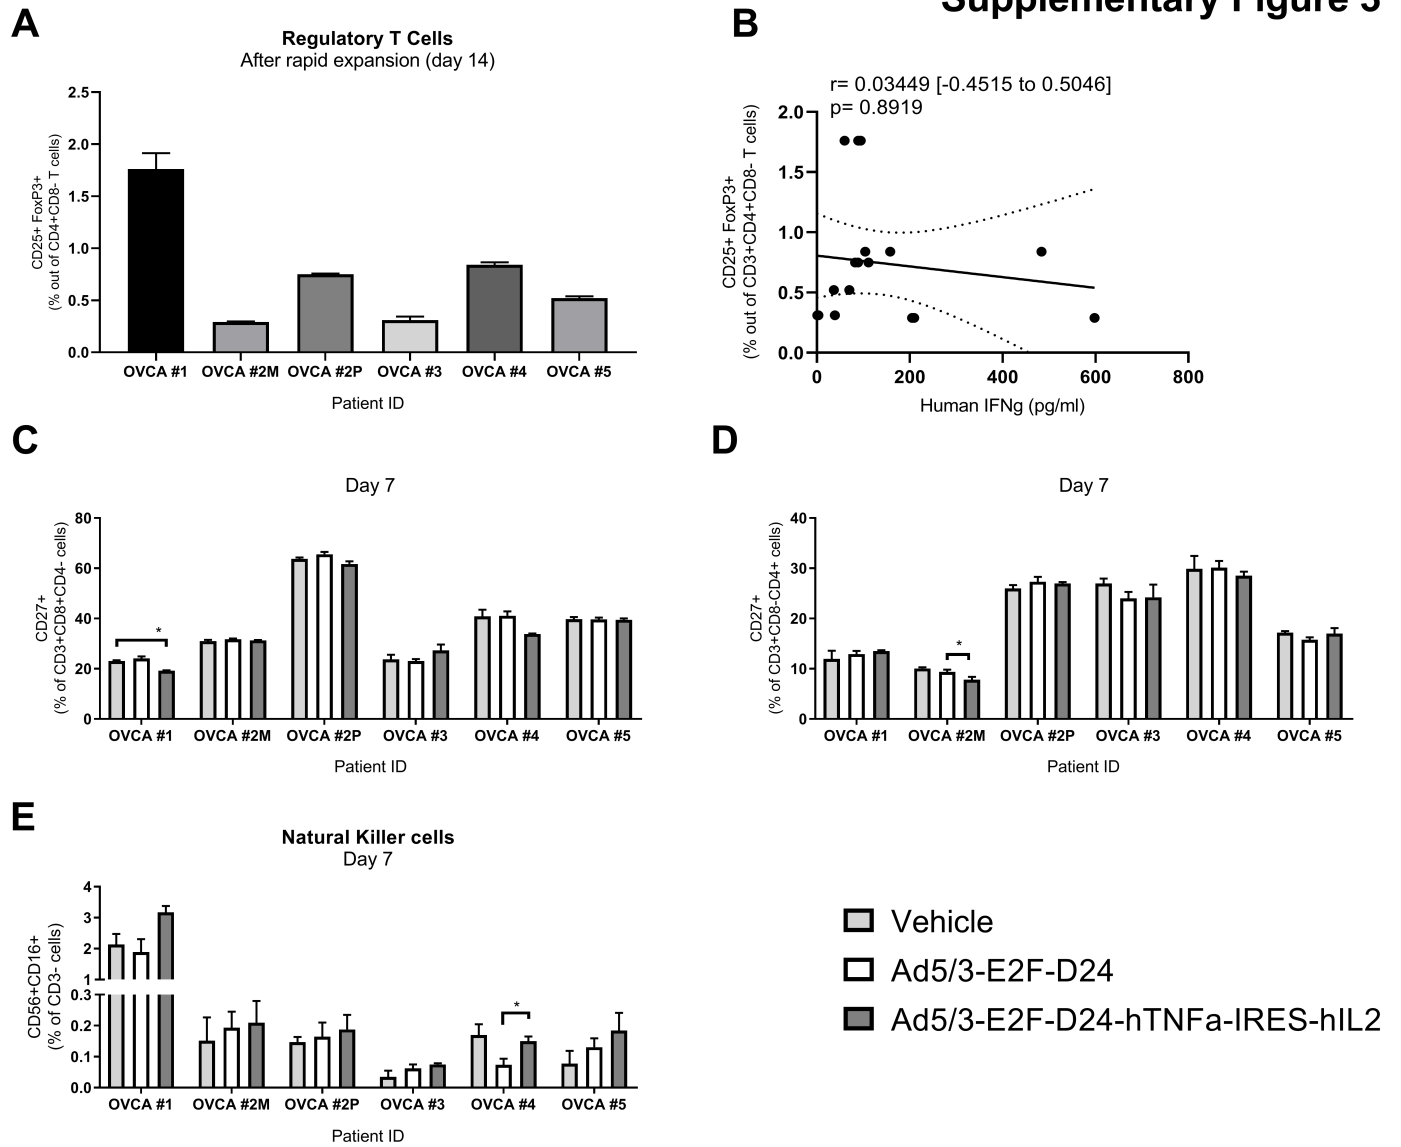 Supplementary Figure 3
A
Regulatory T Cells
After rapid expansion (day 14)
CD25+ FoxP3+
(% out of CD4+CD8- T cells)
2.5
2.0
1.5
1.0
0.5
0.0
OVCA #1 OVCA #2M OVCA #2P OVCA #3 OVCA #4 OVCA #5
Patient ID
B
r= 0.03449 [-0.4515 to 0.5046]
p= 0.8919
CD25+ FoxP3+
(% out of CD3+CD4+CD8- T cells)
2.0
1.5
1.0
0.5
0.0
0 200 400 600 800
Human IFNg (pg/ml)
C
Day 7
CD27+
(% of CD3+CD8+CD4- cells)
80
60
40
20
0
*
OVCA #1 OVCA #2M OVCA #2P OVCA #3 OVCA #4 OVCA #5
Patient ID
D
Day 7
CD27+
(% of CD3+CD8-CD4+ cells)
40
30
20
10
0
*
OVCA #1 OVCA #2M OVCA #2P OVCA #3 OVCA #4 OVCA #5
Patient ID
E
Natural Killer cells
Day 7
CD56+CD16+
(% of CD3- cells)
4
3
2
1
0.3
0.2
0.1
0.0
*
OVCA #1 OVCA #2M OVCA #2P OVCA #3 OVCA #4 OVCA #5
Patient ID
Vehicle
Ad5/3-E2F-D24
Ad5/3-E2F-D24-hTNFa-IRES-hIL2